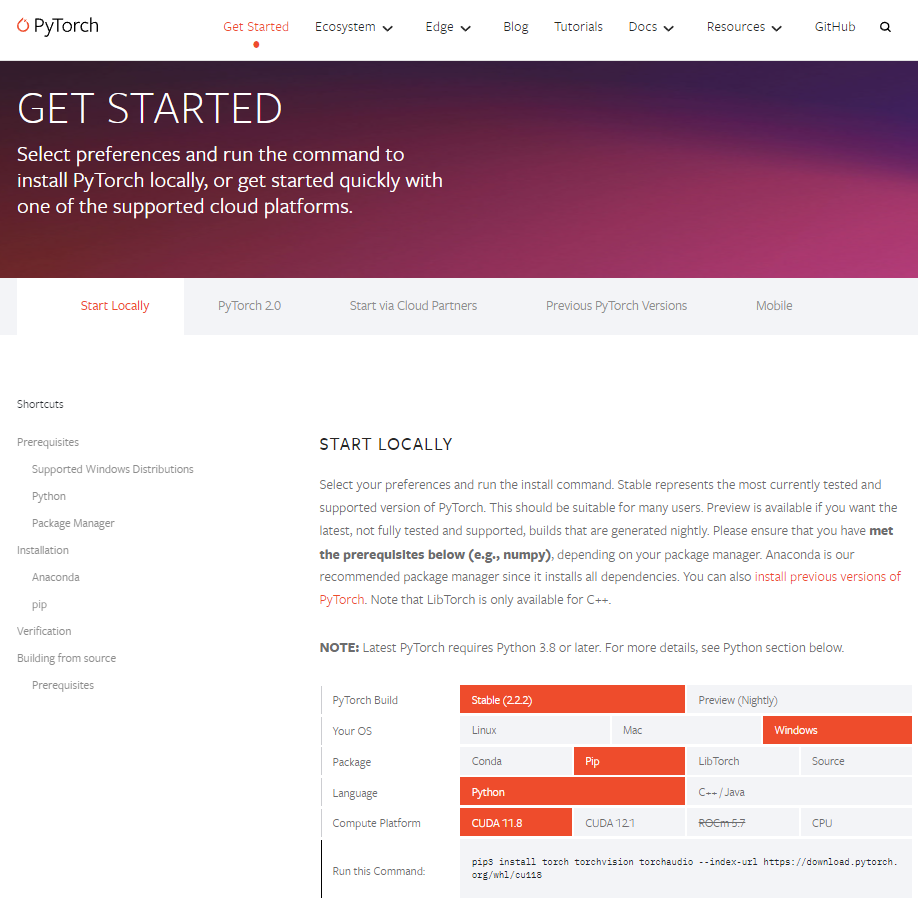 PyTorch
Get Started Ecosystem Edge Blog Tutorials Docs Resources GitHub
GET STARTED
Select preferences and run the command to
install PyTorch locally, or get started quickly with
one of the supported cloud platforms.
Start Locally PyTorch 2.0 Start via Cloud Partners Previous PyTorch Versions Mobile
Shortcuts
Prerequisites
Supported Windows Distributions
Python
Package Manager
Installation
Anaconda
pip
Verification
Building from source
Prerequisites
START LOCALLY
Select your preferences and run the install command. Stable represents the most currently tested and
supported version of PyTorch. This should be suitable for many users. Preview is available if you want the
latest, not fully tested and supported, builds that are generated nightly. Please ensure that you have met
the prerequisites below (e.g., numpy), depending on your package manager. Anaconda is our
recommended package manager since it installs all dependencies. You can also install previous versions of
PyTorch. Note that LibTorch is only available for C++.
NOTE: Latest PyTorch requires Python 3.8 or later. For more details, see Python section below.
PyTorch Build Stable (2.2.2) Preview (Nightly)
Your OS Linux Mac Windows
Package Conda Pip LibTorch Source
Language Python C++ / Java
Compute Platform CUDA 11.8 CUDA 12.1 ROCm 5.7 CPU
Run this Command: pip3 install torch torchvision torchaudio --index-url https://download.pytorch.
org/whl/cu118